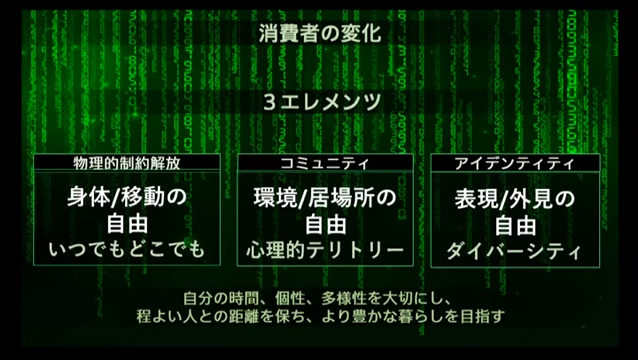 消費者の変化
3エレメンツ
物理的制約解放
身体/移動の
自由
いつでもどこでも
コミュニティ
環境/居場所の
自由
心理的テリトリー
アイデンティティ
表現/外見の
自由
ダイバーシティ
自分の時間、個性、多様性を大切にし、
程よい人との距離を保ち、より豊かな暮らしを目指す